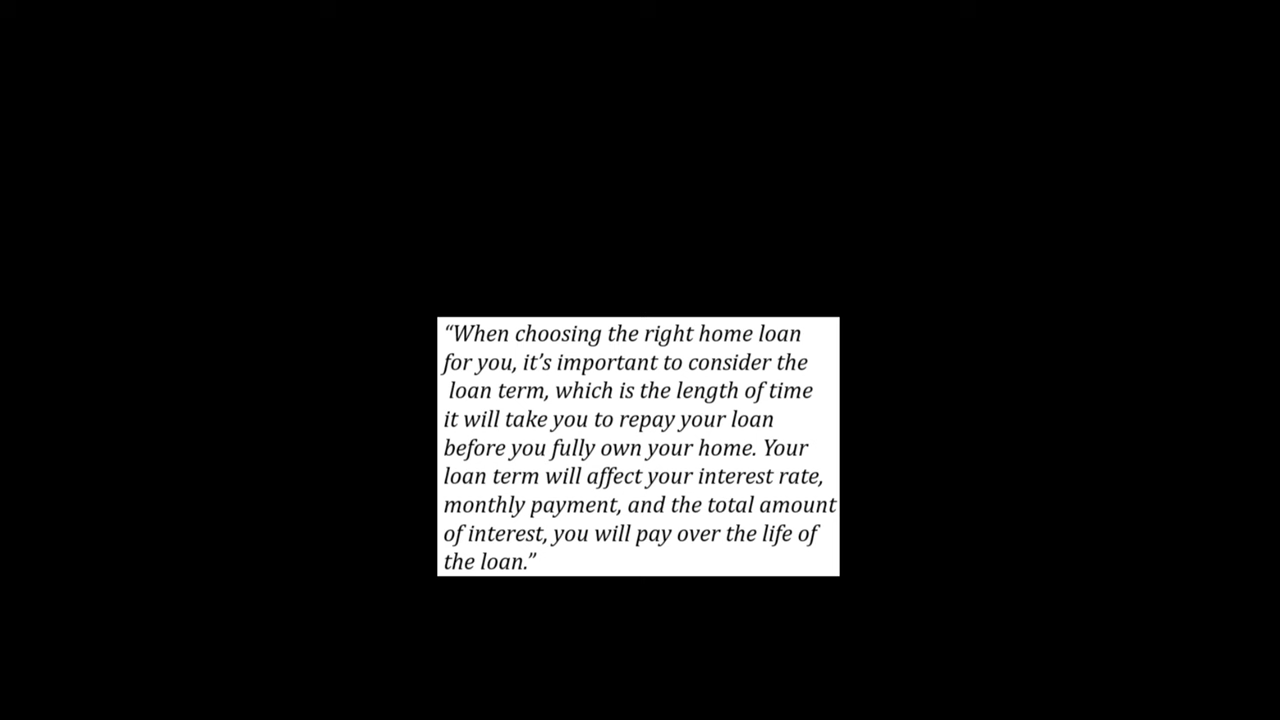 “When choosing the right home loan
for you, it’s important to consider the
loan term, which is the length of time
it will take you to repay your loan
before you fully own your home. Your
loan term will affect your interest rate,
monthly payment, and the total amount
of interest, you will pay over the life of
the loan.”